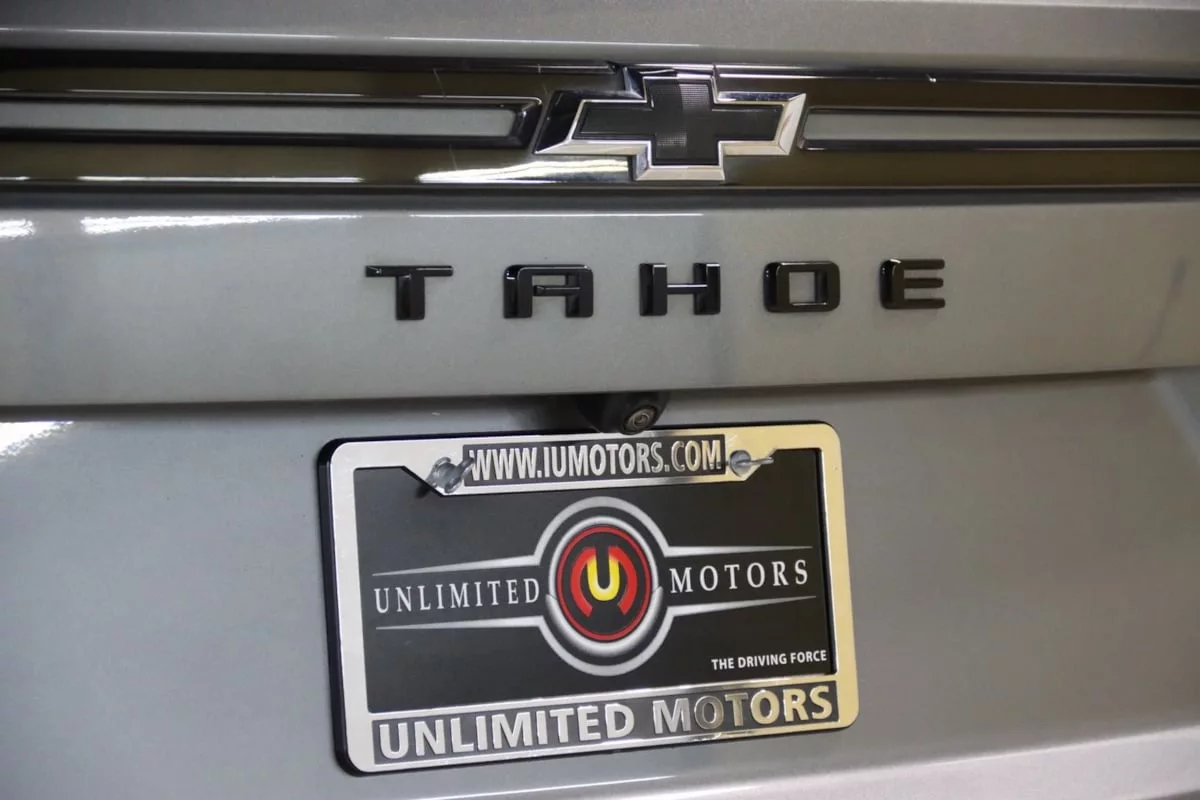 TAHOE
WWW.IUMOTORS.COM
UNLIMITED U MOTORS
THE DRIVING FORCE
UNLIMITED MOTORS